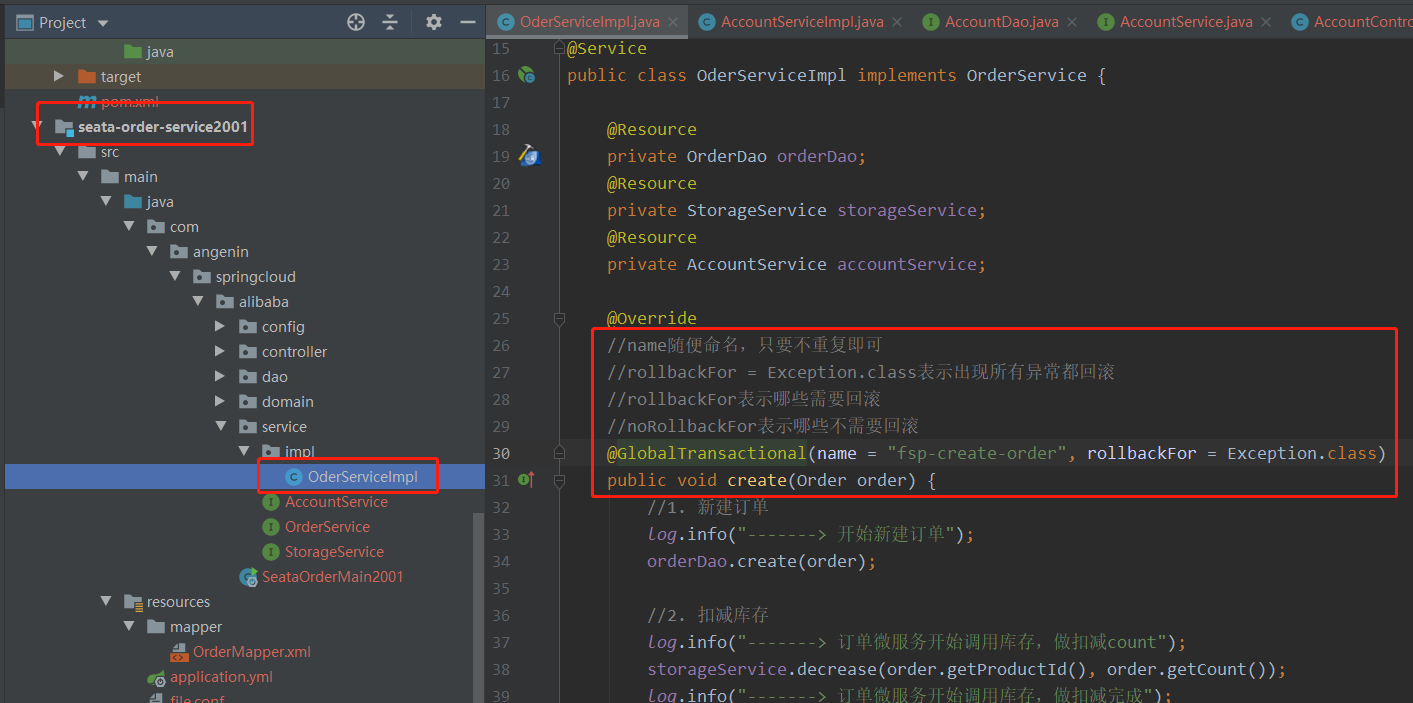 Project
java
target
pom.xml
seata-order-service2001
src
main
java
com
angenin
springcloud
alibaba
config
controller
dao
domain
service
impl
OderServiceImpl
AccountService
OrderService
StorageService
SeataOrderMain2001
resources
mapper
OrderMapper.xml
application.yml
file.conf
OderServiceImpl.java AccountServiceImpl.java AccountDao.java AccountService.java AccountContro
15 @Service
16 public class OderServiceImpl implements OrderService {
17
18 @Resource
19 private OrderDao orderDao;
20 @Resource
21 private StorageService storageService;
22 @Resource
23 private AccountService accountService;
24
25 @Override
26 //name随便命名，只要不重复即可
27 //rollbackFor = Exception.class表示出现所有异常都回滚
28 //rollbackFor表示哪些需要回滚
29 //noRollbackFor表示哪些不需要回滚
30 @GlobalTransactional(name = "fsp-create-order", rollbackFor = Exception.class)
31 public void create(Order order) {
32 //1. 新建订单
33 log.info("-------> 开始新建订单");
34 orderDao.create(order);
35
36 //2. 扣减库存
37 log.info("-------> 订单微服务开始调用库存，做扣减count");
38 storageService.decrease(order.getProductId(), order.getCount());
39 log.info("-------> 订单微服务开始调用库存，做扣减完成");